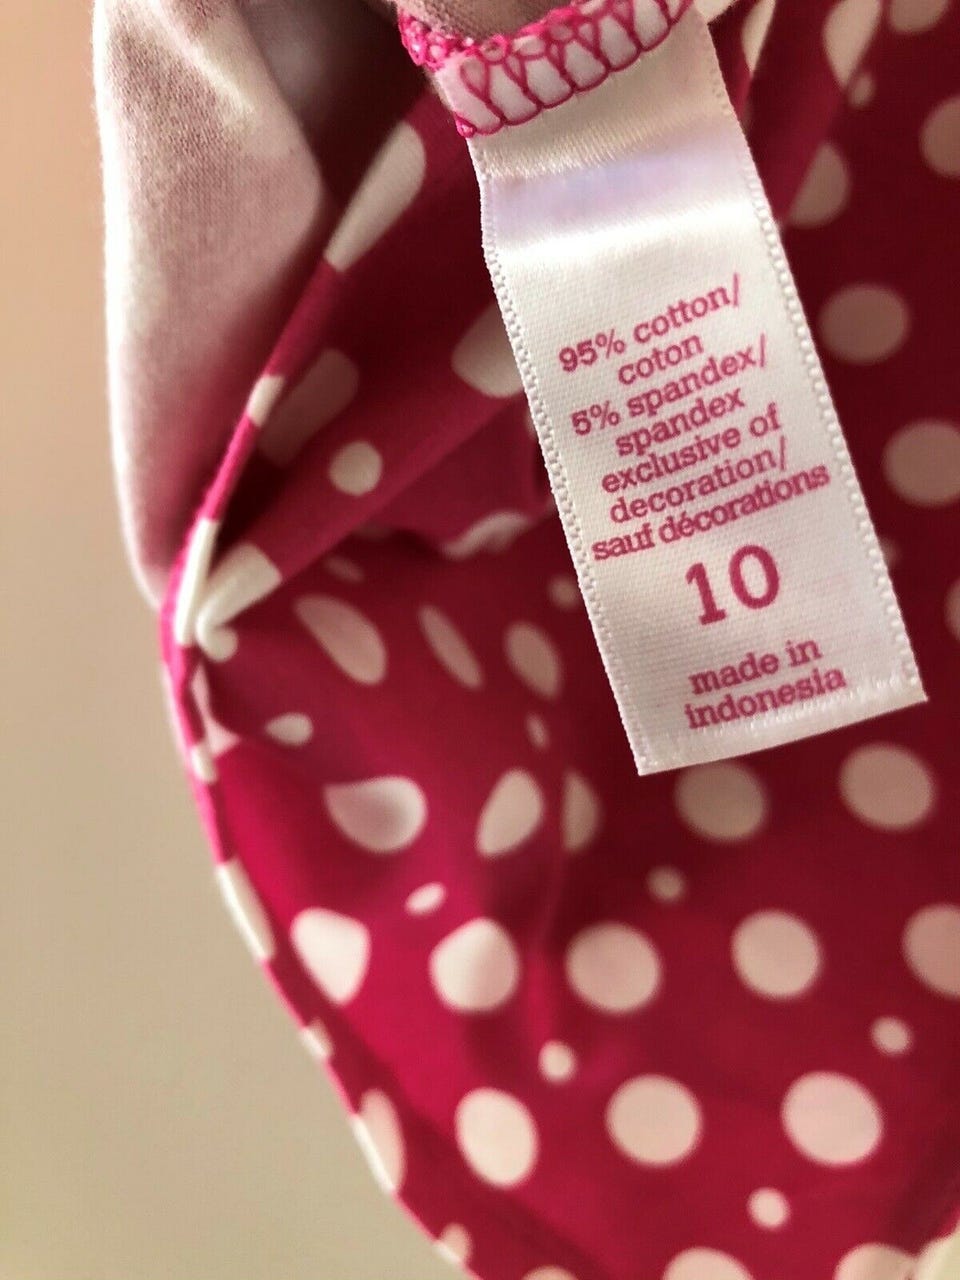 95% cotton/
coton
5% spandex/
spandex
exclusive of
decoration/
sauf décorations
10
made in
indonesia